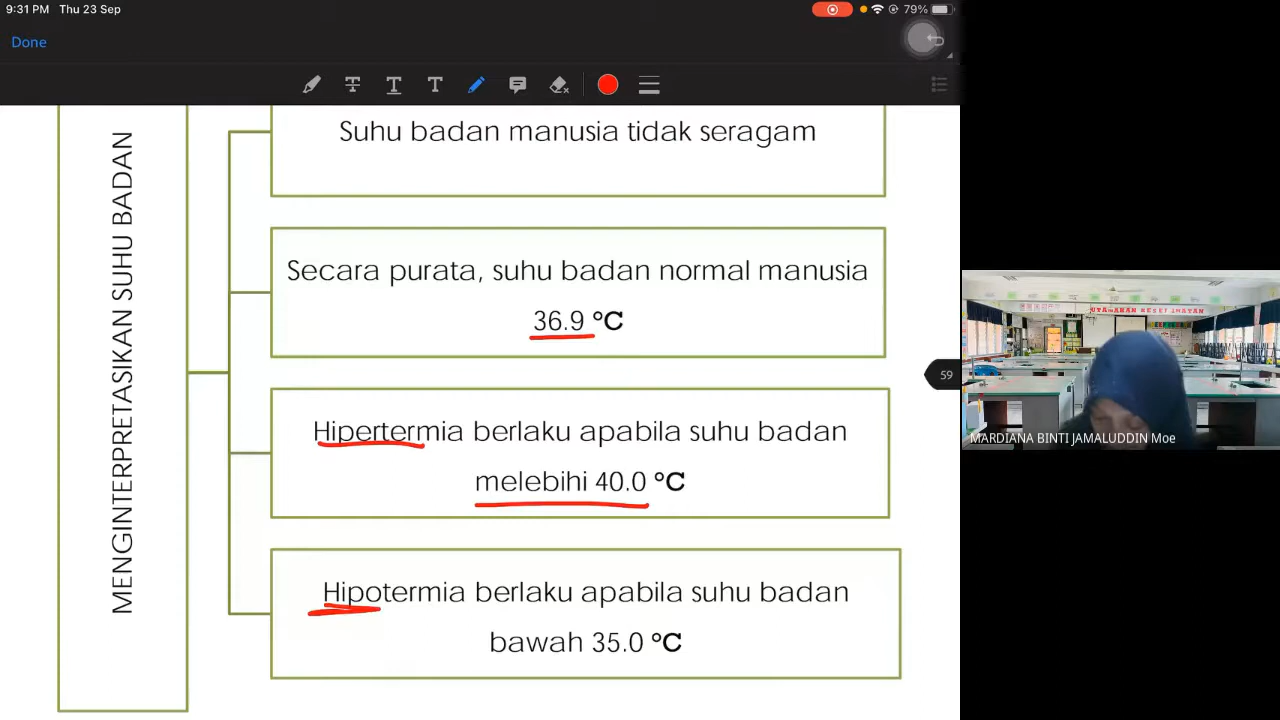 9:31 PM Thu 23 Sep
79%
Done
T T T
MENGINTERPRETASIKAN SUHU BADAN
Suhu badan manusia tidak seragam
Secara purata, suhu badan normal manusia
36.9 °C
Hipertermia berlaku apabila suhu badan
melebihi 40.0 °C
Hipotermia berlaku apabila suhu badan
bawah 35.0 °C
59
UTAMAKAN KESELAMATAN
MARDIANA BINTI JAMALUDDIN Moe